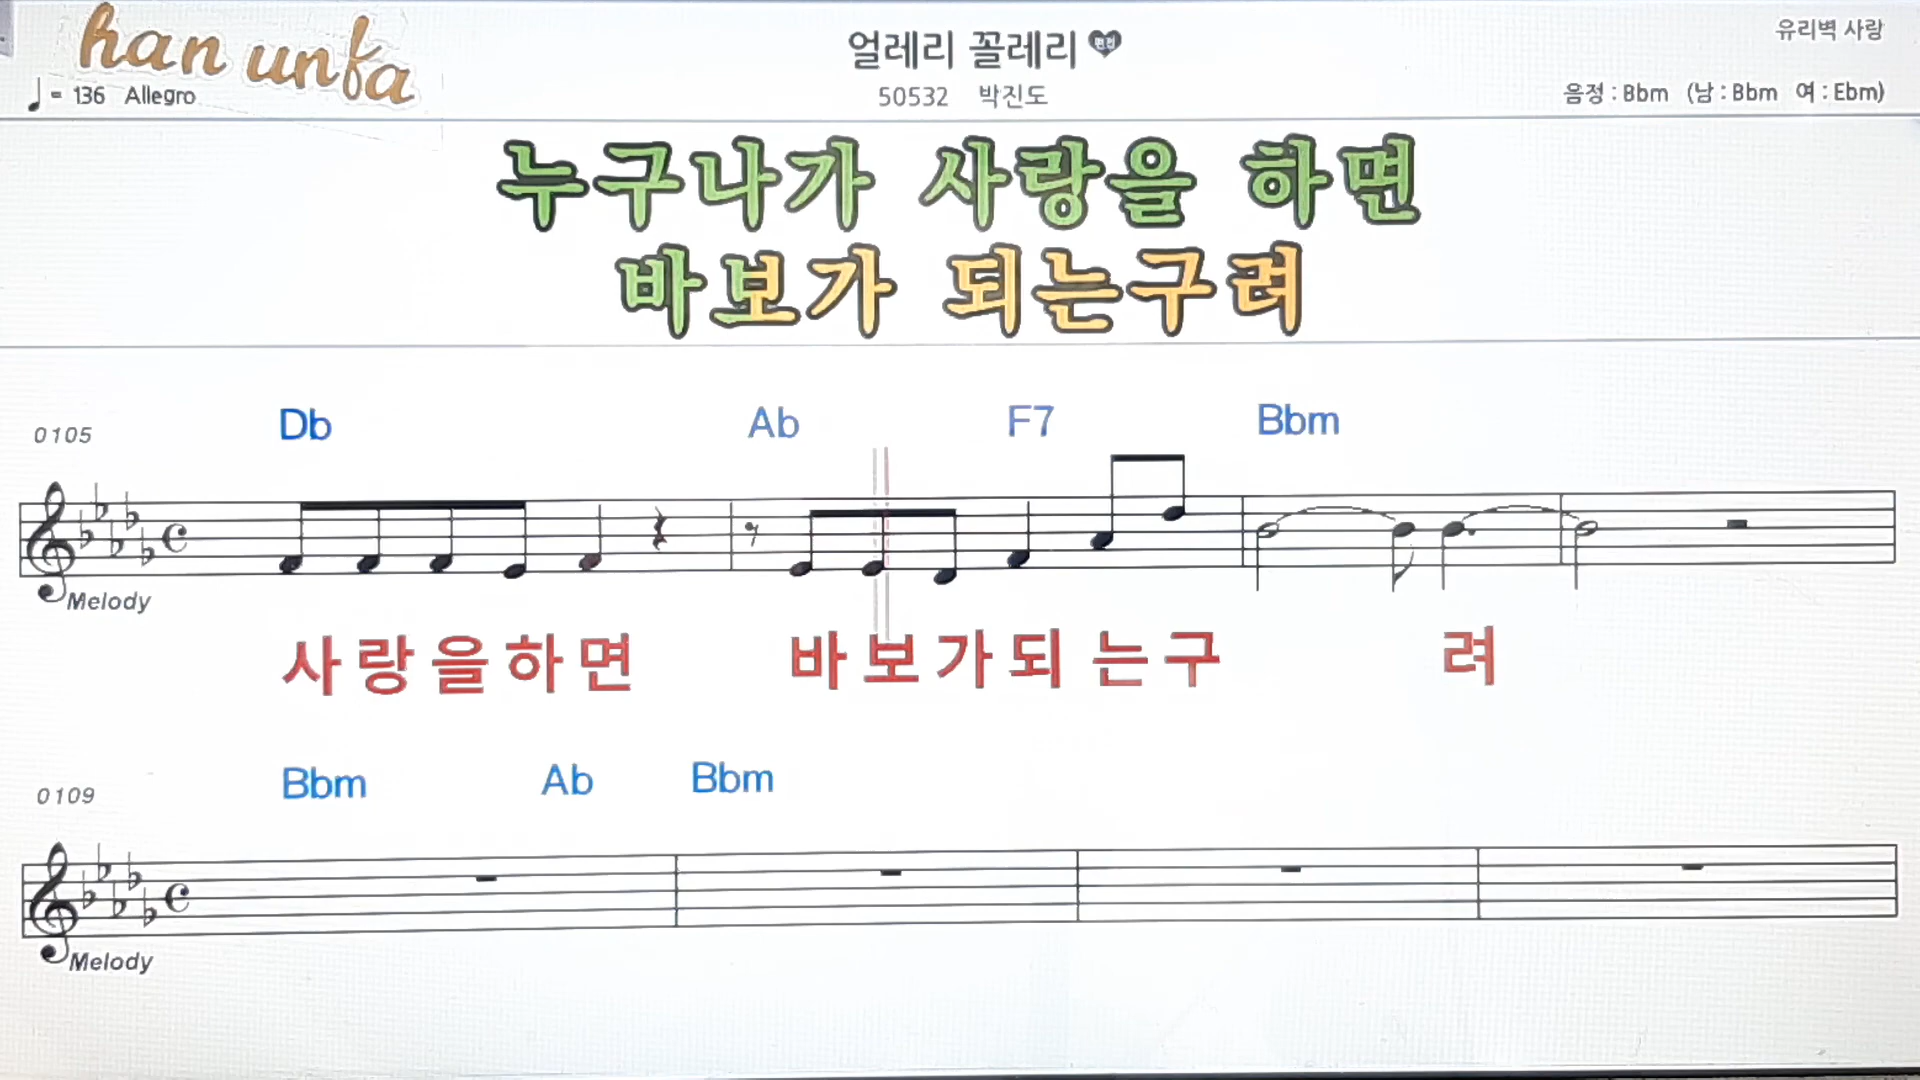 han unfa
얼레리 꼴레리 편집
유리벽 사랑
♩= 136 Allegro
50532 박진도
음정 : Bbm (남 : Bbm 여 : Ebm)
누구나가 사랑을 하면
바보가 되는구려
0105
Db Ab F7 Bbm
Melody
사랑을하면 바보가되는구 려
0109
Bbm Ab Bbm
Melody